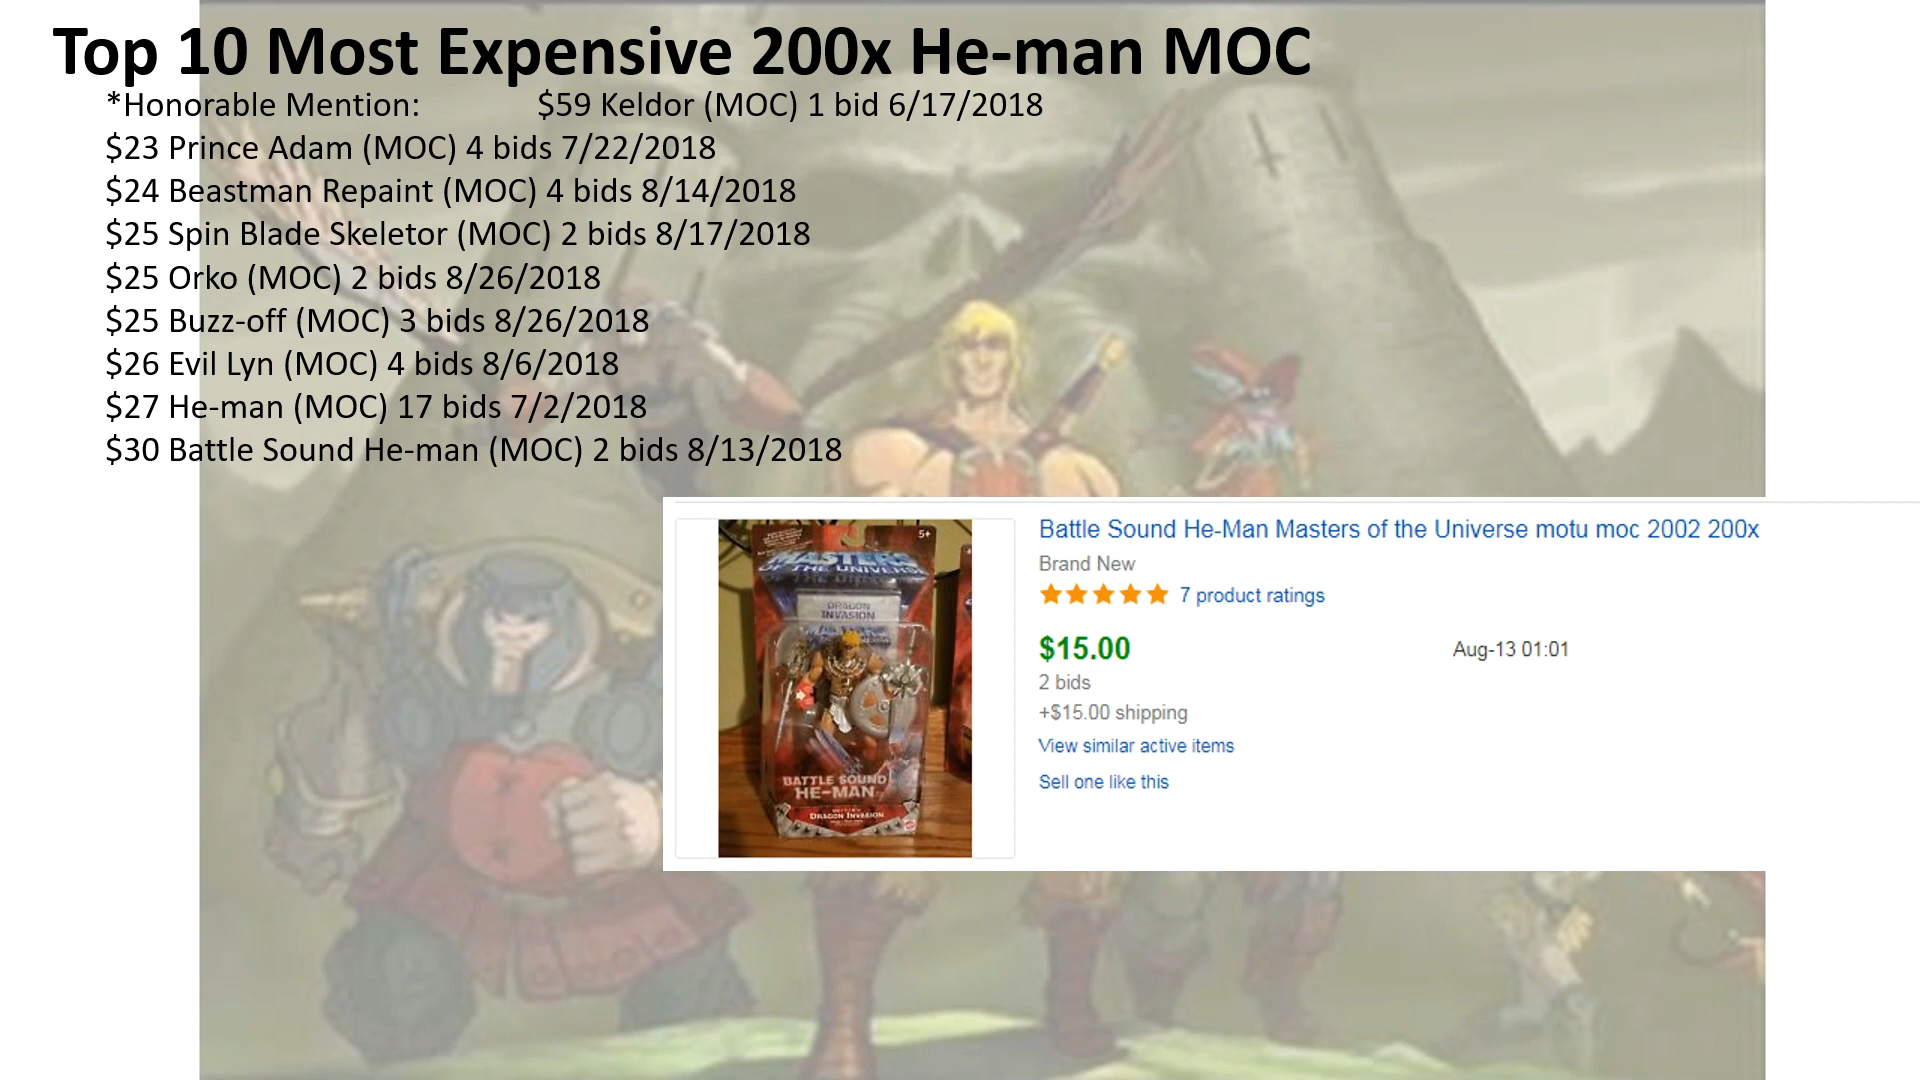 Top 10 Most Expensive 200x He-man MOC
*Honorable Mention: $59 Keldor (MOC) 1 bid 6/17/2018
$23 Prince Adam (MOC) 4 bids 7/22/2018
$24 Beastman Repaint (MOC) 4 bids 8/14/2018
$25 Spin Blade Skeletor (MOC) 2 bids 8/17/2018
$25 Orko (MOC) 2 bids 8/26/2018
$25 Buzz-off (MOC) 3 bids 8/26/2018
$26 Evil Lyn (MOC) 4 bids 8/6/2018
$27 He-man (MOC) 17 bids 7/2/2018
$30 Battle Sound He-man (MOC) 2 bids 8/13/2018
5+
MASTERS
OF THE UNIVERSE
DRAGON
INVASION
BATTLE SOUND
HE-MAN
DRAGON INVASION
Battle Sound He-Man Masters of the Universe motu moc 2002 200x
Brand New
7 product ratings
$15.00
Aug-13 01:01
2 bids
+$15.00 shipping
View similar active items
Sell one like this